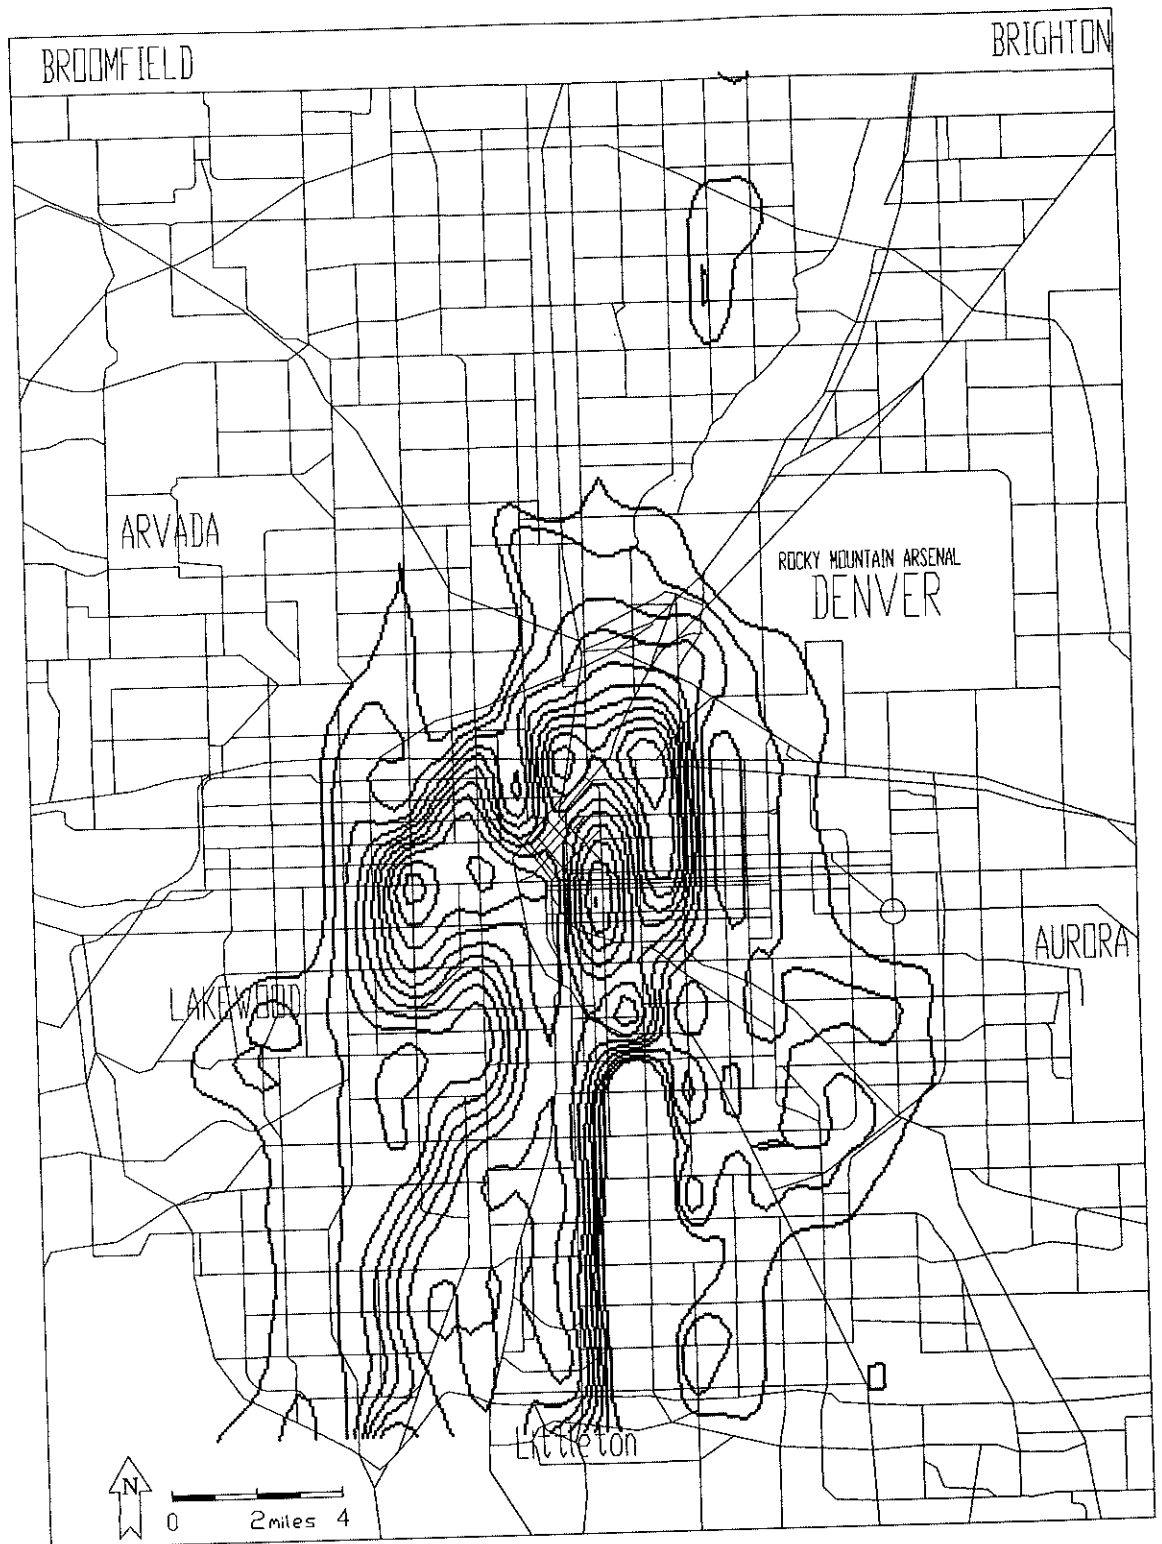 BROOMFIELD
BRIGHTON
ARVADA
ROCKY MOUNTAIN ARSENAL
DENVER
AURORA
LAKEWOOD
Littleton
N
0 2miles 4